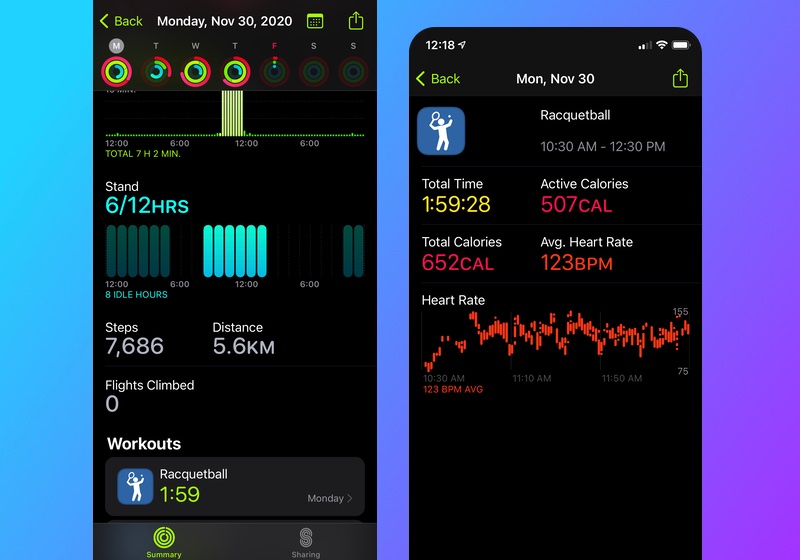 Back
Monday, Nov 30, 2020
M T W T F S S
12:00 6:00 12:00 6:00
TOTAL 7 H 2 MIN.
Stand
6/12HRS
12:00 6:00 12:00 6:00
8 IDLE HOURS
Steps
7,686
Distance
5.6KM
Flights Climbed
0
Workouts
Racquetball
1:59
Monday
Summary
Sharing
12:18
Back
Mon, Nov 30
Racquetball
10:30 AM - 12:30 PM
Total Time
1:59:28
Active Calories
507CAL
Total Calories
652CAL
Avg. Heart Rate
123BPM
Heart Rate
155
75
10:30 AM 11:10 AM 11:50 AM
123 BPM AVG